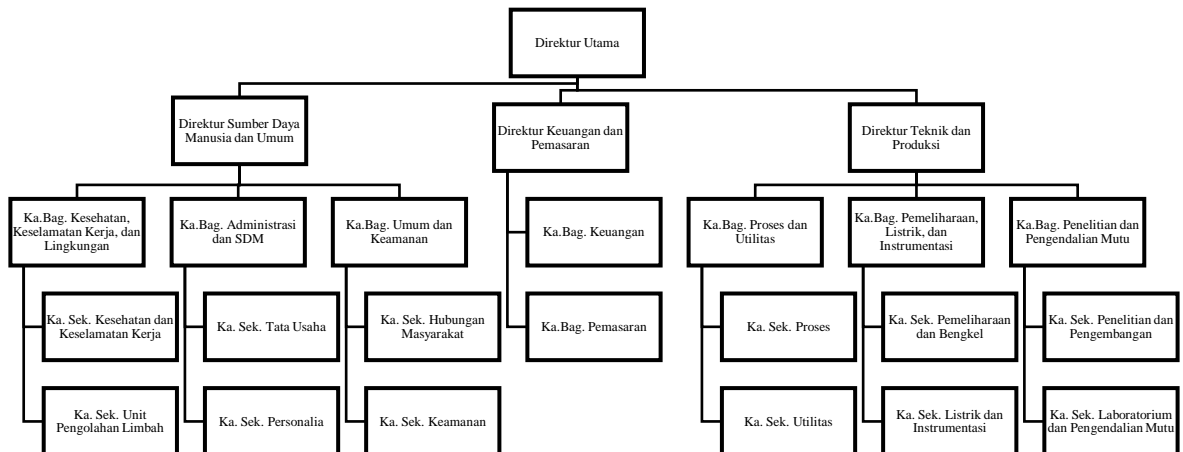 Direktur Utama
Direktur Sumber Daya
Manusia dan Umum
Direktur Keuangan dan
Pemasaran
Direktur Teknik dan
Produksi
Ka.Bag. Kesehatan,
Keselamatan Kerja, dan
Lingkungan
Ka.Bag. Administrasi
dan SDM
Ka.Bag. Umum dan
Keamanan
Ka.Bag. Keuangan
Ka.Bag. Proses dan
Utilitas
Ka.Bag. Pemeliharaan,
Listrik, dan
Instrumentasi
Ka.Bag. Penelitian dan
Pengendalian Mutu
Ka. Sek. Kesehatan dan
Keselamatan Kerja
Ka. Sek. Tata Usaha
Ka. Sek. Hubungan
Masyarakat
Ka.Bag. Pemasaran
Ka. Sek. Proses
Ka. Sek. Pemeliharaan
dan Bengkel
Ka. Sek. Penelitian dan
Pengembangan
Ka. Sek. Unit
Pengolahan Limbah
Ka. Sek. Personalia
Ka. Sek. Keamanan
Ka. Sek. Utilitas
Ka. Sek. Listrik dan
Instrumentasi
Ka. Sek. Laboratorium
dan Pengendalian Mutu